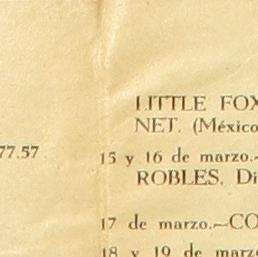 LITTLE FOX
NET. (México
77.57
15 y 16 de marzo.—
ROBLES. Di
17 de marzo.—CO
18 y 19 de marzo